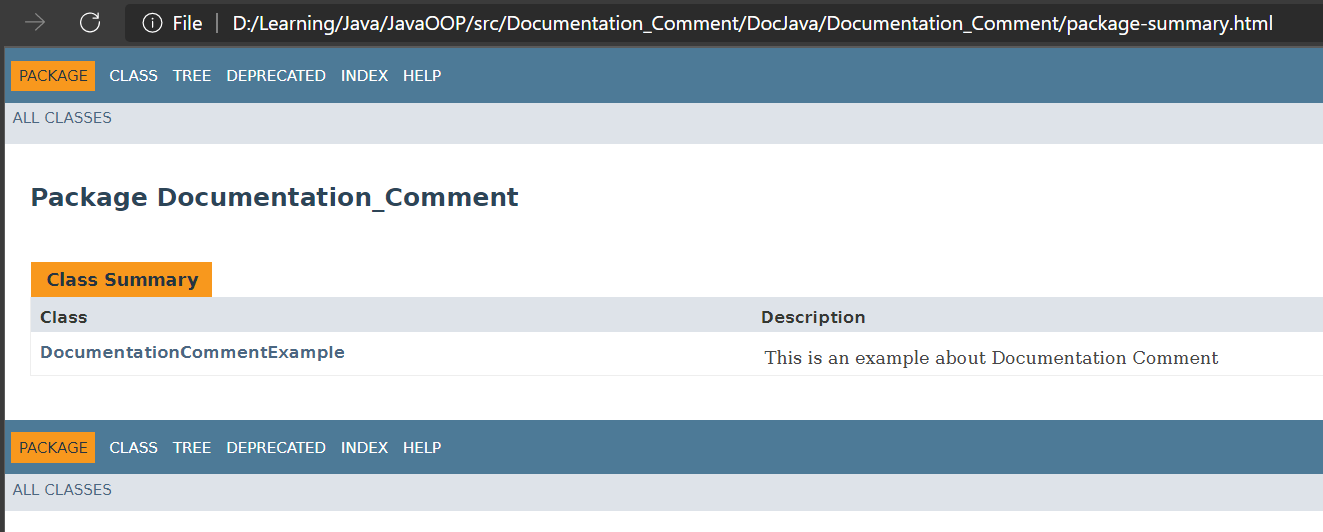 File | D:/Learning/Java/JavaOOP/src/Documentation_Comment/DocJava/Documentation_Comment/package-summary.html
PACKAGE CLASS TREE DEPRECATED INDEX HELP
ALL CLASSES
Package Documentation_Comment
Class Summary
Class Description
DocumentationCommentExample This is an example about Documentation Comment
PACKAGE CLASS TREE DEPRECATED INDEX HELP
ALL CLASSES